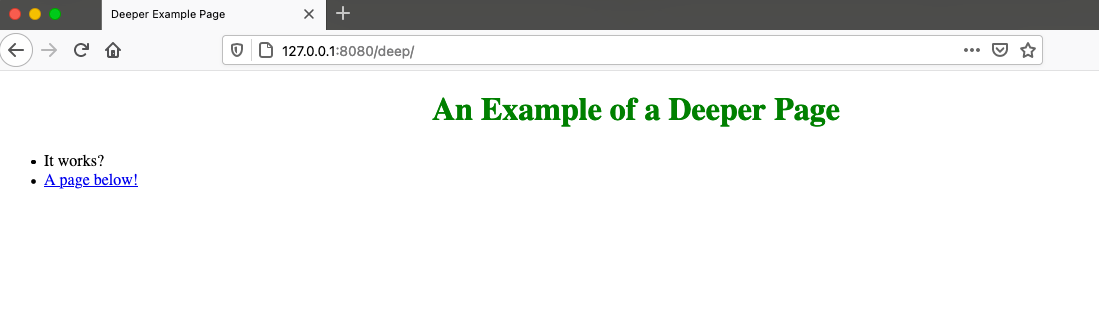 Deeper Example Page
127.0.0.1:8080/deep/
An Example of a Deeper Page
It works?
A page below!